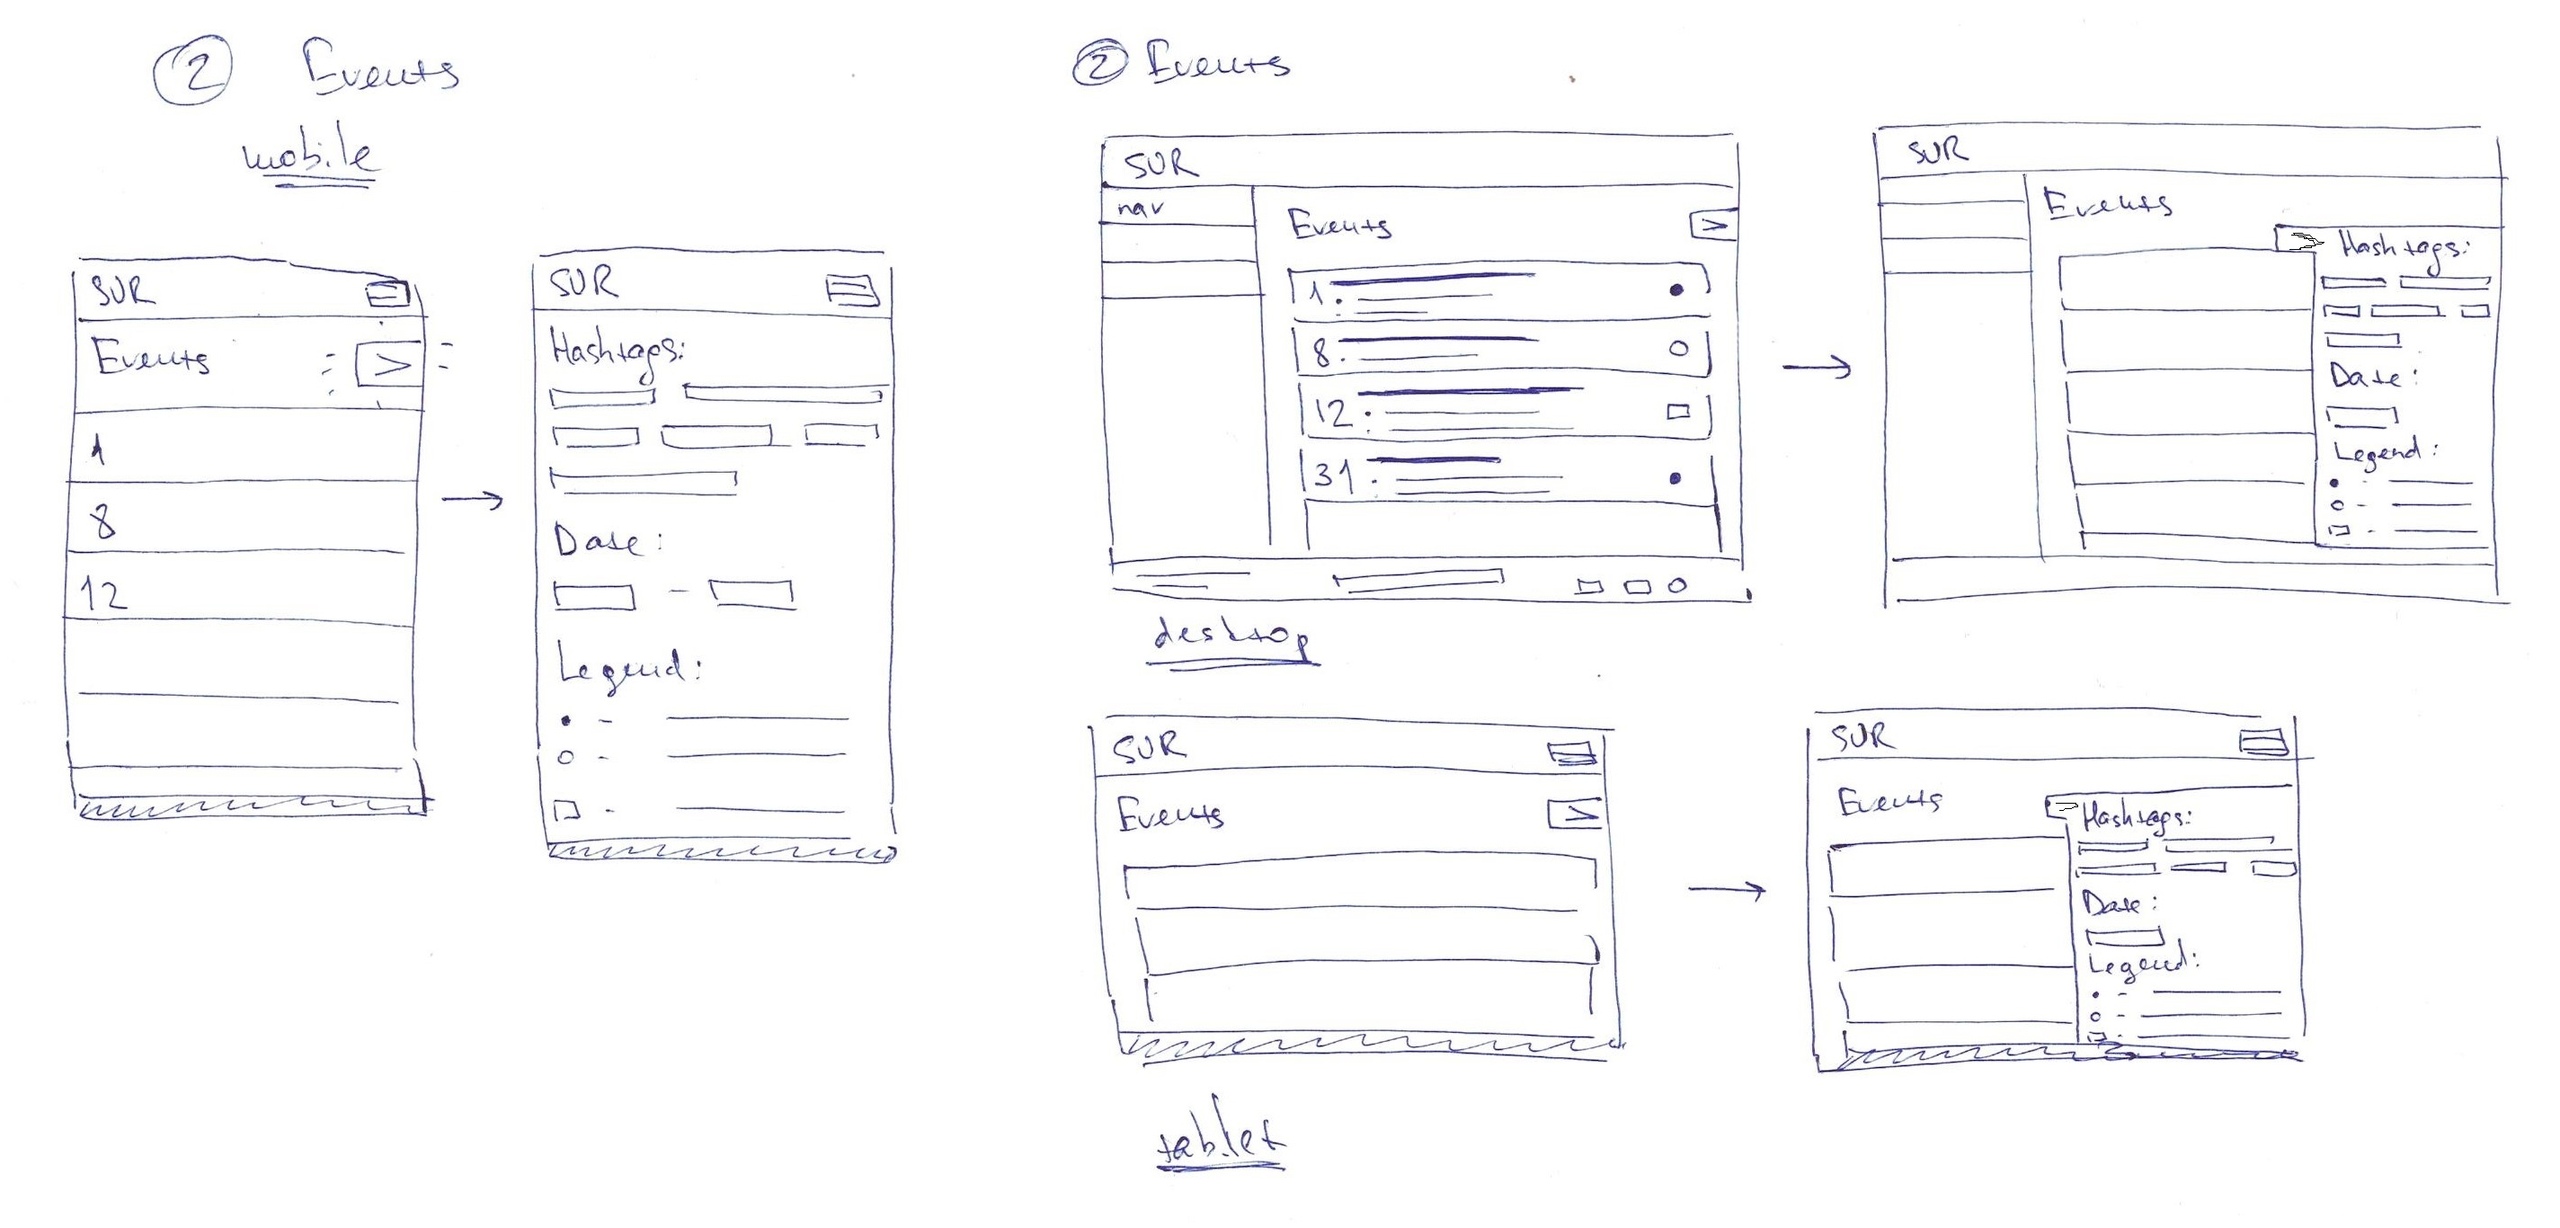 2 Events
mobile
SUR
Events >
1
8
12
SUR
Hashtags:
Date:
-
Legend:
-
-
-
2 Events
SUR
nav
Events >
1.
8.
12.
31.
desktop
SUR
Events
> Hashtags:
Date:
Legend:
-
-
-
SUR
Events >
tablet
SUR
Events
> Hashtags:
Date:
Legend:
-
-
-